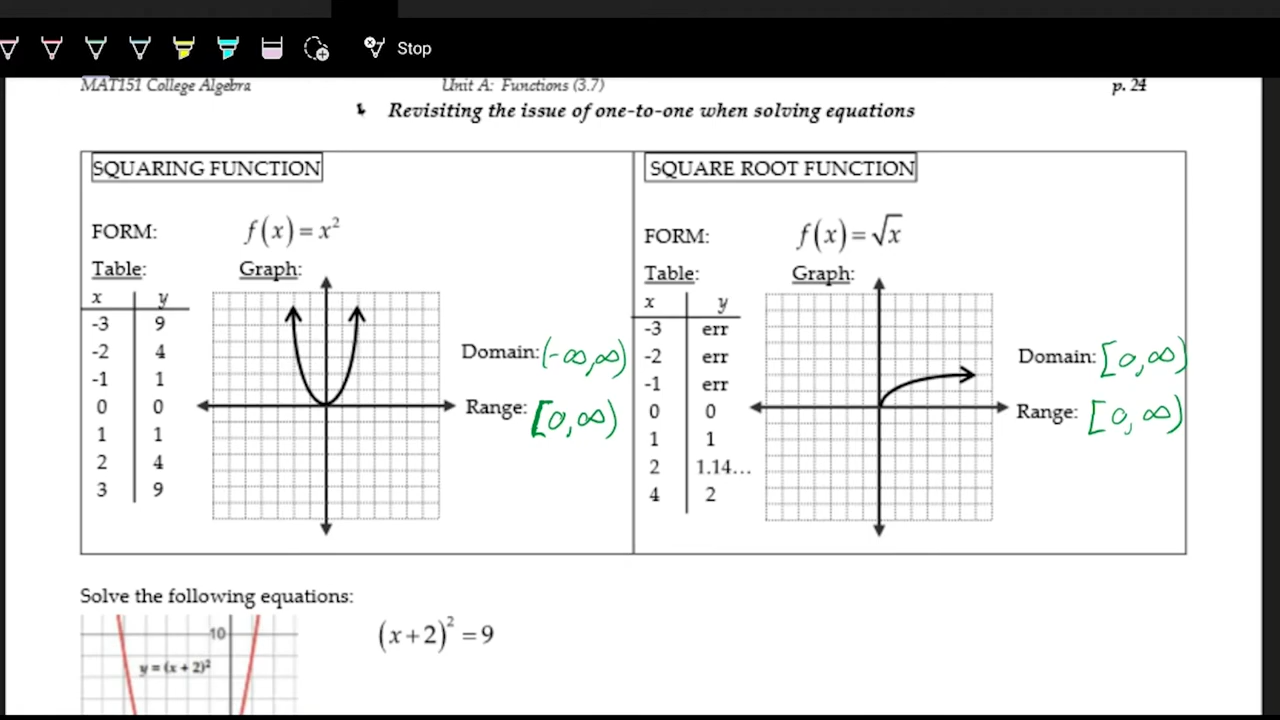 Stop
MAT151 College Algebra Unit A: Functions (3.7) p. 24
Revisiting the issue of one-to-one when solving equations
SQUARING FUNCTION
FORM: f(x) = x²
Table: Graph:
x y
-3 9
-2 4
-1 1
0 0
1 1
2 4
3 9
Domain: (-∞,∞)
Range: [0,∞)
SQUARE ROOT FUNCTION
FORM: f(x) = √x
Table: Graph:
x y
-3 err
-2 err
-1 err
0 0
1 1
2 1.14...
4 2
Domain: [0,∞)
Range: [0,∞)
Solve the following equations:
10
y = (x + 2)²
(x+2)² = 9